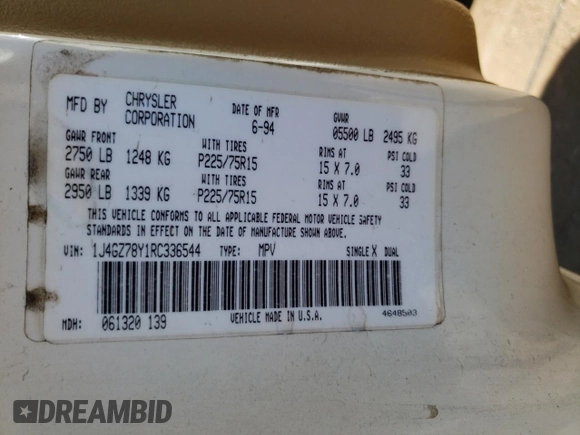 MFD BY CHRYSLER CORPORATION DATE OF MFR 6-94 GVWR 05500 LB 2495 KG
GAWR FRONT WITH TIRES RIMS AT PSI COLD
2750 LB 1248 KG P225/75R15 15 X 7.0 33
GAWR REAR WITH TIRES RIMS AT PSI COLD
2950 LB 1339 KG P225/75R15 15 X 7.0 33
THIS VEHICLE CONFORMS TO ALL APPLICABLE FEDERAL MOTOR VEHICLE SAFETY
STANDARDS IN EFFECT ON THE DATE OF MANUFACTURE SHOWN ABOVE.
VIN: 1J4GZ78Y1RC336544 TYPE: MPV SINGLE X DUAL
MDH: 061320 139 VEHICLE MADE IN U.S.A. 4648503
DREAMBID